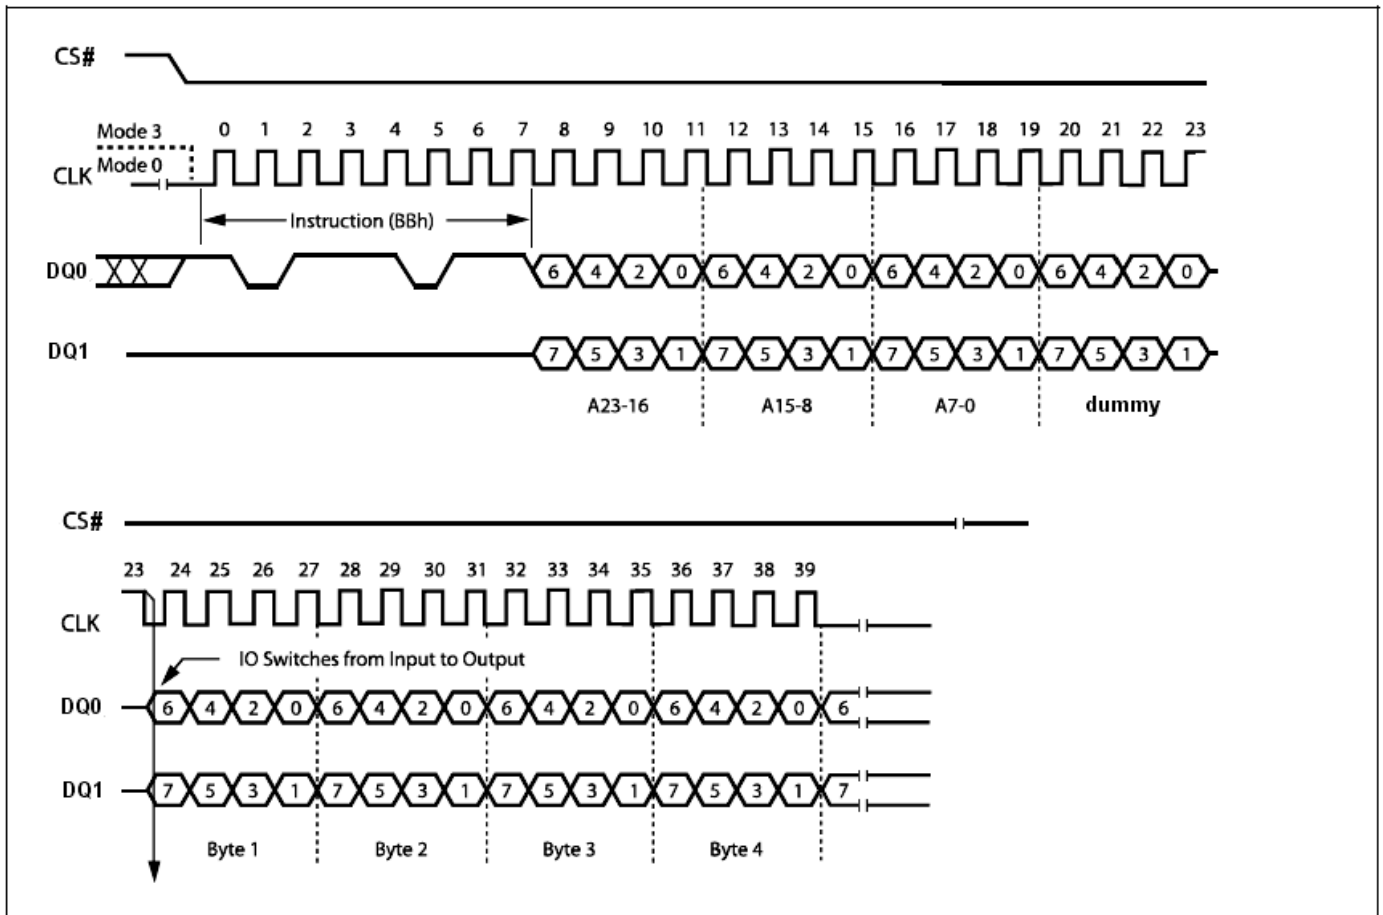 CS#
0 1 2 3 4 5 6 7 8 9 10 11 12 13 14 15 16 17 18 19 20 21 22 23
Mode 3
Mode 0
CLK
Instruction (BBh)
DQ0 6 4 2 0 6 4 2 0 6 4 2 0 6 4 2 0
DQ1 7 5 3 1 7 5 3 1 7 5 3 1 7 5 3 1
A23-16 A15-8 A7-0 dummy
CS#
23 24 25 26 27 28 29 30 31 32 33 34 35 36 37 38 39
CLK
IO Switches from Input to Output
DQ0 6 4 2 0 6 4 2 0 6 4 2 0 6 4 2 0 6
DQ1 7 5 3 1 7 5 3 1 7 5 3 1 7 5 3 1 7
Byte 1 Byte 2 Byte 3 Byte 4